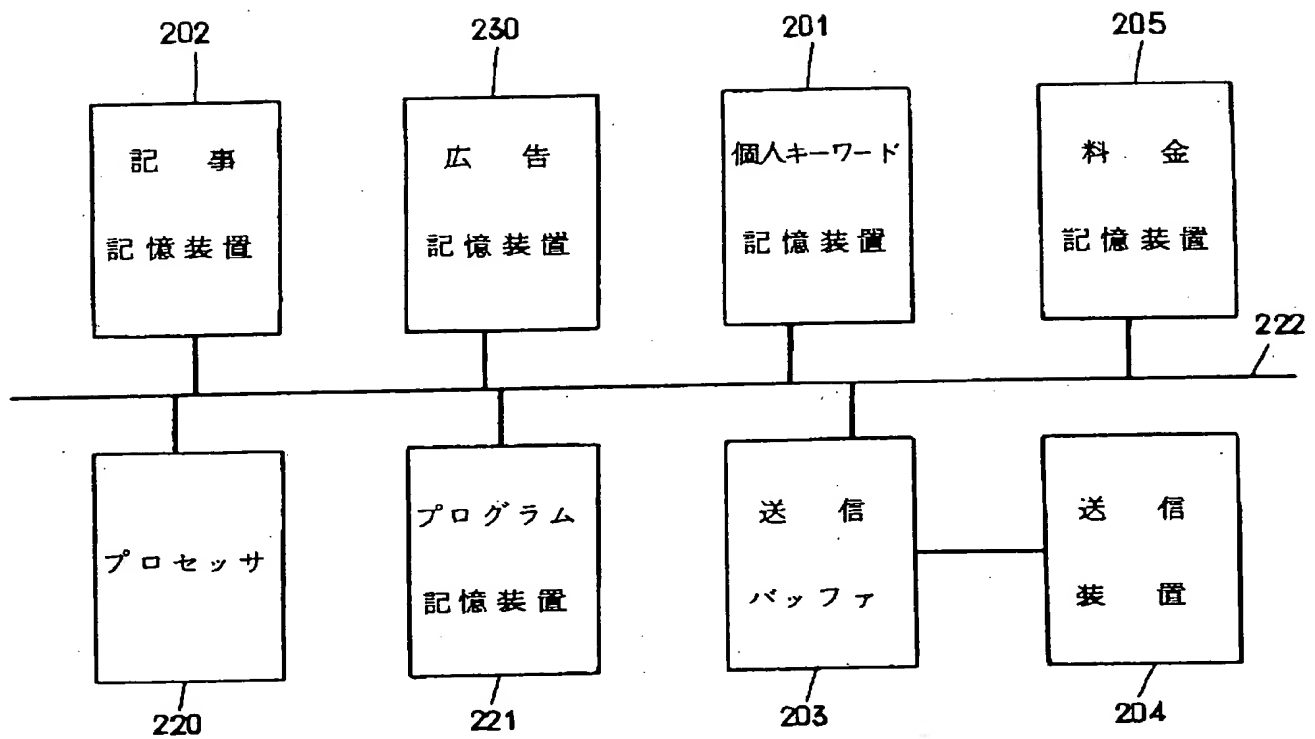 202
230
201
205
記事
記憶装置
広告
記憶装置
個人キーワード
記憶装置
料金
記憶装置
222
プロセッサ
プログラム
記憶装置
送信
バッファ
送信
装置
220
221
203
204